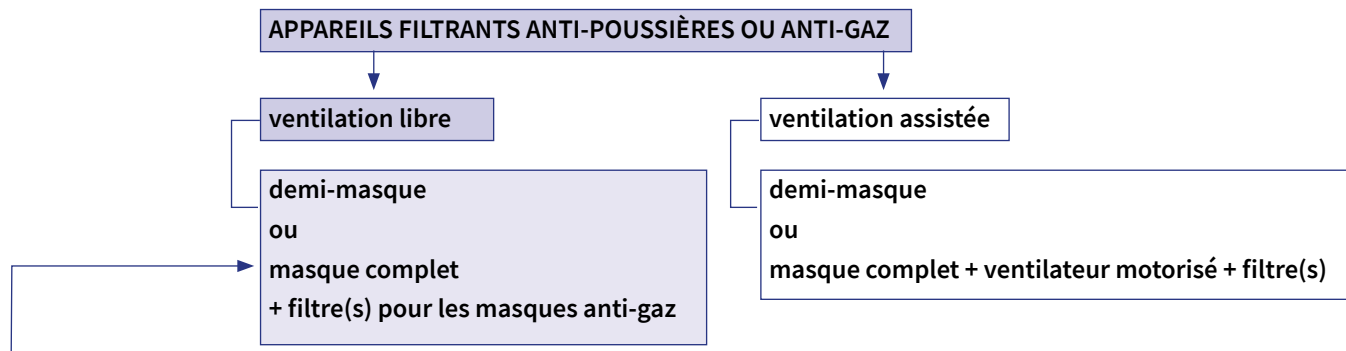 APPAREILS FILTRANTS ANTI-POUSSIÈRES OU ANTI-GAZ
ventilation libre
demi-masque
ou
masque complet
+ filtre(s) pour les masques anti-gaz
ventilation assistée
demi-masque
ou
masque complet + ventilateur motorisé + filtre(s)